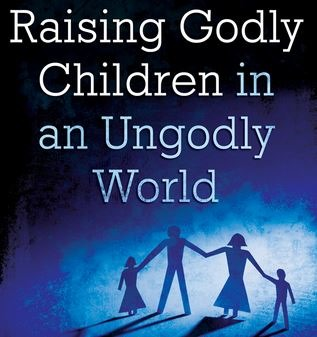 Raising Godly
Children in
an Ungodly
World